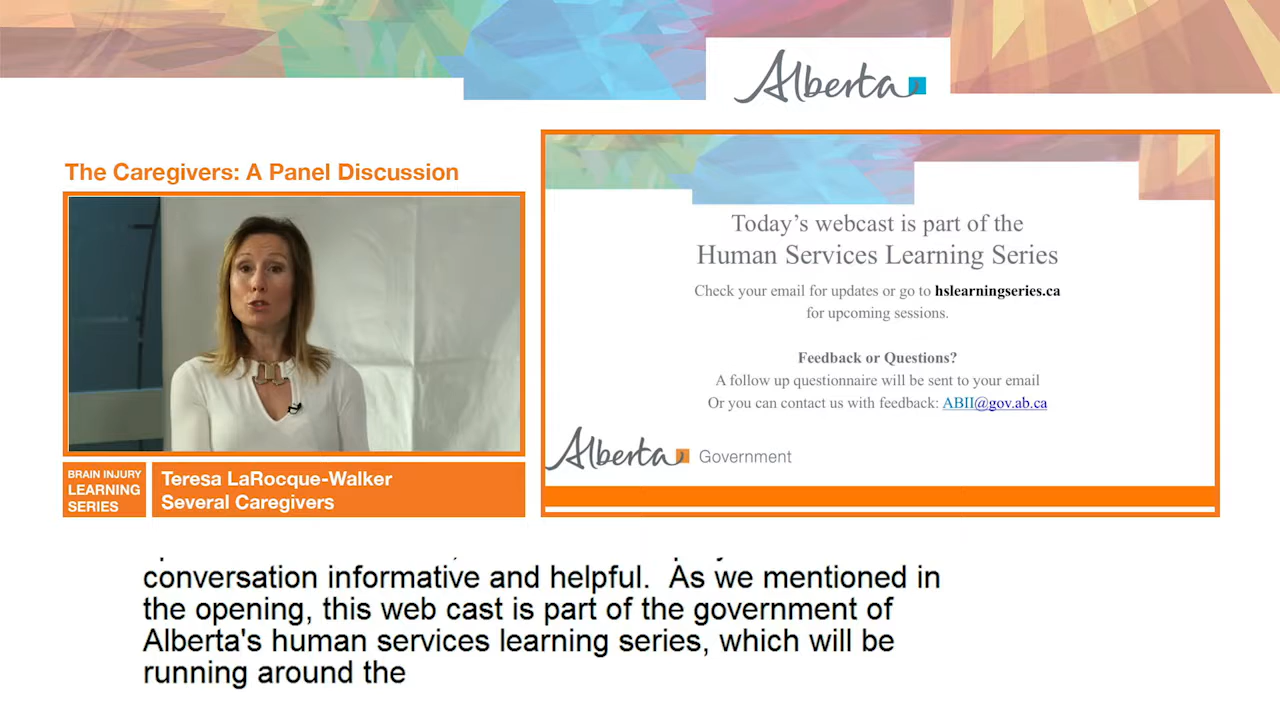 Alberta
The Caregivers: A Panel Discussion
BRAIN INJURY
LEARNING
SERIES
Teresa LaRocque-Walker
Several Caregivers
Today's webcast is part of the
Human Services Learning Series
Check your email for updates or go to hslearningseries.ca
for upcoming sessions.
Feedback or Questions?
A follow up questionnaire will be sent to your email
Or you can contact us with feedback: ABII@gov.ab.ca
Alberta Government
conversation informative and helpful. As we mentioned in
the opening, this web cast is part of the government of
Alberta's human services learning series, which will be
running around the